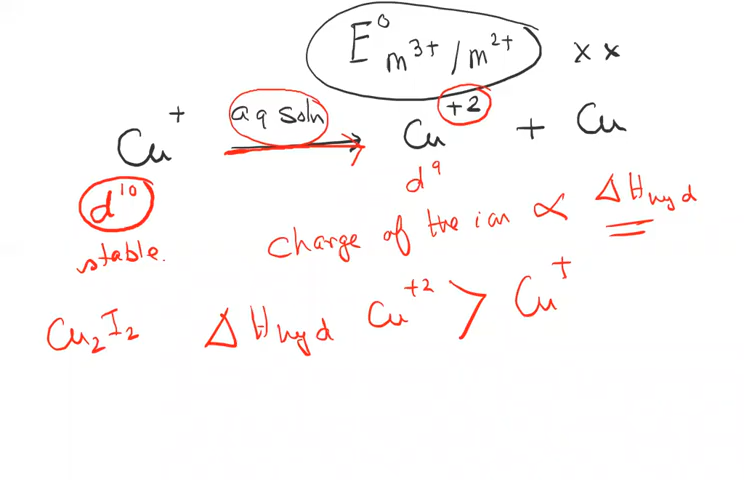 E⁰ m³⁺ / m²⁺ x x
Cu⁺ aq soln → Cu⁺² + Cu
d¹⁰ d⁹
stable. charge of the ion ∝ ΔHhyd
Cu₂I₂ ΔHhyd Cu⁺² > Cu⁺